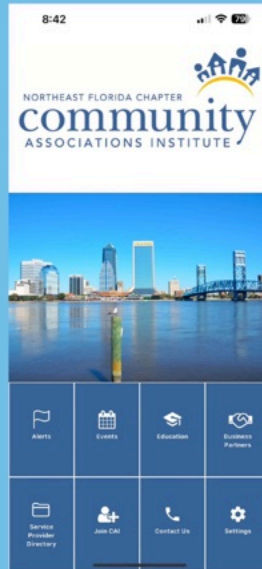 8:42
79
NORTHEAST FLORIDA CHAPTER
community
ASSOCIATIONS INSTITUTE
Alerts
Events
Education
Business
Partners
Service
Provider
Directory
Join CAI
Contact Us
Settings